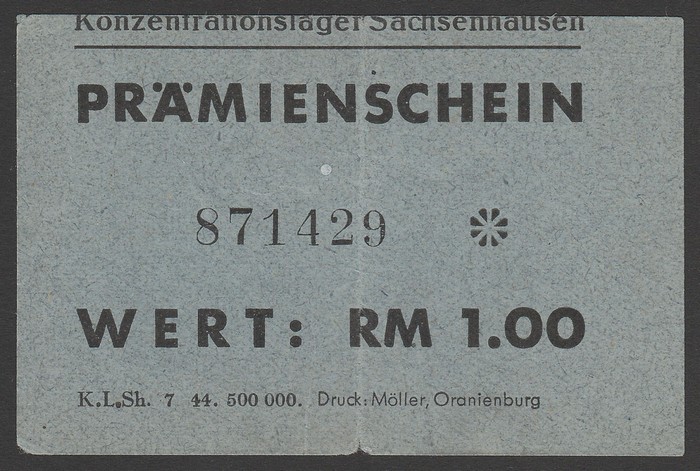 Konzentrationslager Sachsenhausen
PRÄMIENSCHEIN
871429 *
WERT: RM 1.00
K.L.Sh. 7 44. 500 000. Druck: Möller, Oranienburg